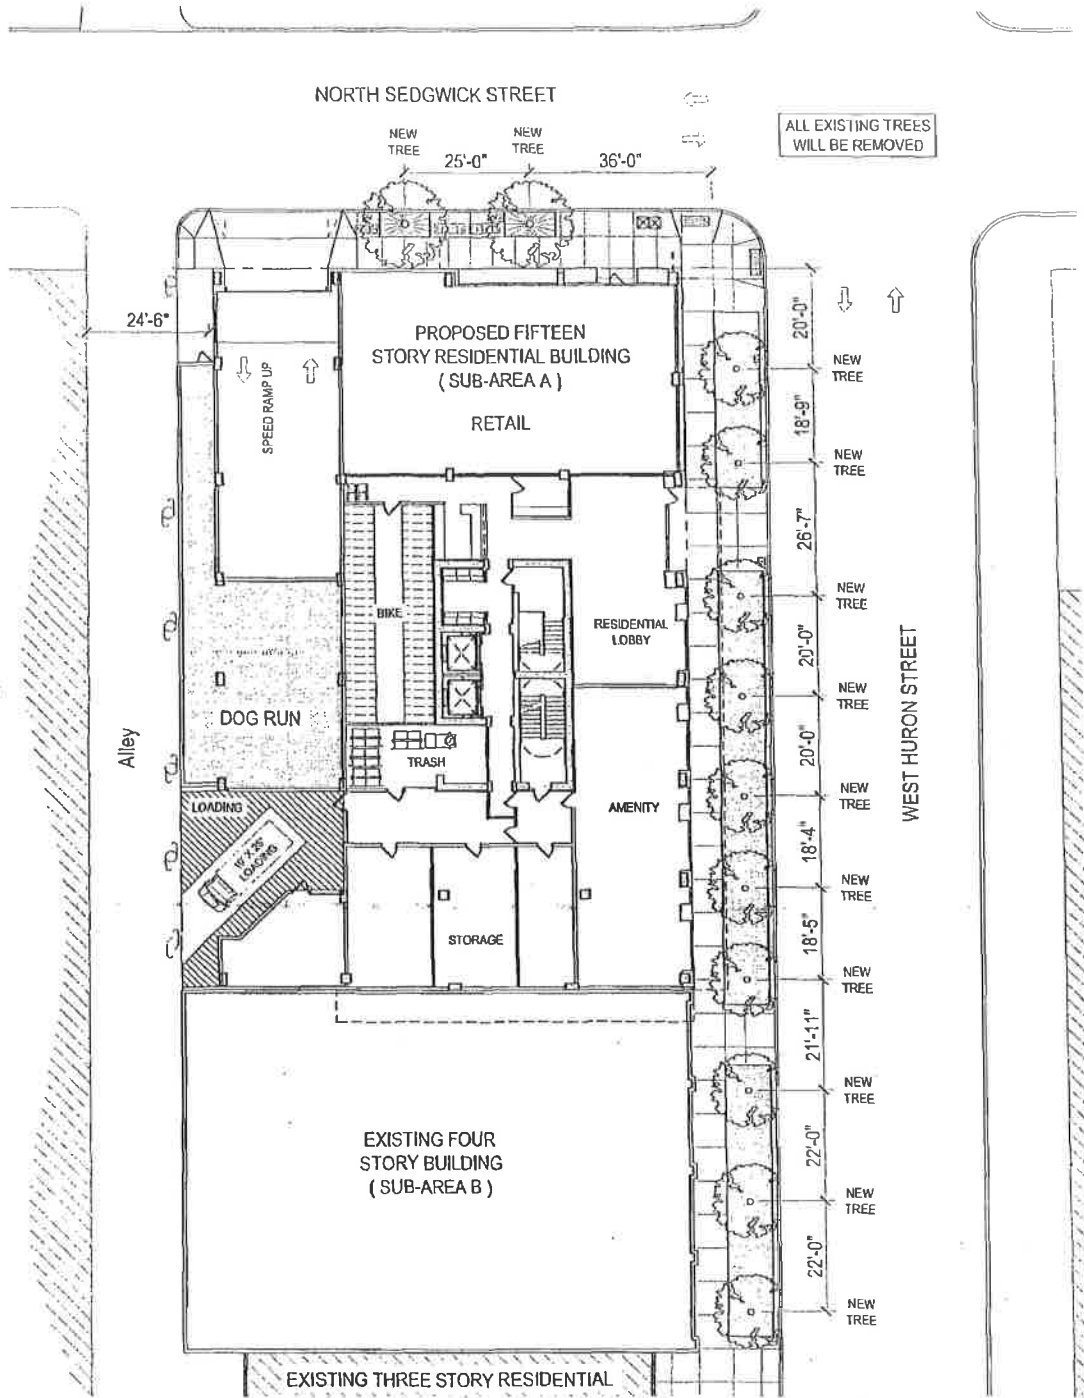 NORTH SEDGWICK STREET
ALL EXISTING TREES
WILL BE REMOVED
NEW
TREE
NEW
TREE
25'-0"
36'-0"
24'-6"
PROPOSED FIFTEEN
STORY RESIDENTIAL BUILDING
( SUB-AREA A )
RETAIL
SPEED RAMP UP
20'-0"
NEW
TREE
18'-9"
NEW
TREE
26'-7"
NEW
TREE
BIKE
RESIDENTIAL
LOBBY
20'-0"
NEW
TREE
WEST HURON STREET
DOG RUN
Alley
TRASH
20'-0"
NEW
TREE
LOADING
AMENITY
18'-4"
10' X 25'
LOADING
NEW
TREE
STORAGE
18'-5"
NEW
TREE
21'-11"
NEW
TREE
EXISTING FOUR
STORY BUILDING
( SUB-AREA B )
22'-0"
NEW
TREE
22'-0"
NEW
TREE
EXISTING THREE STORY RESIDENTIAL